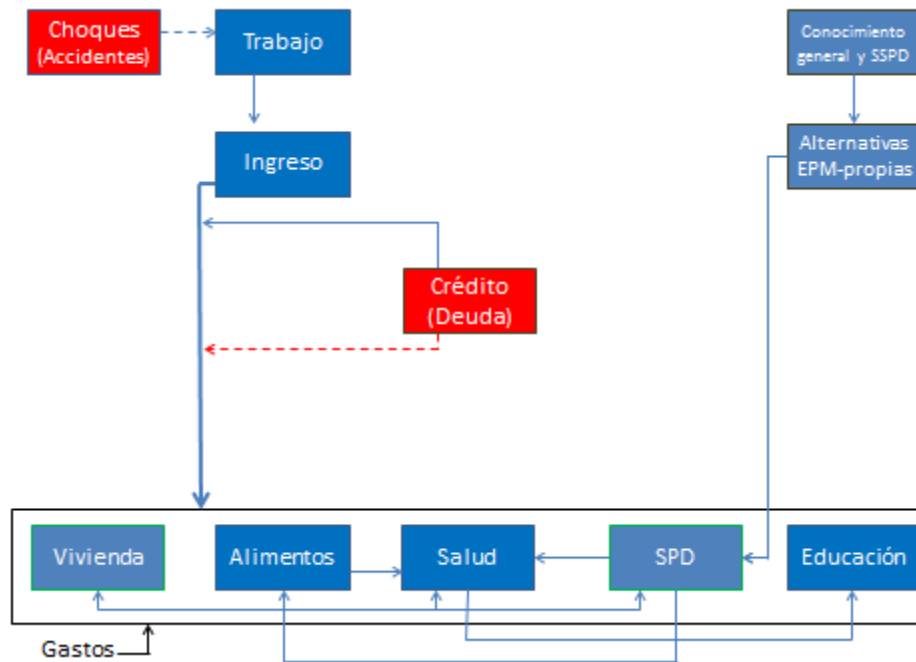 Choques
(Accidentes)
Trabajo
Conocimiento
general y SSPD
Ingreso
Alternativas
EPM-propias
Crédito
(Deuda)
Vivienda
Alimentos
Salud
SPD
Educación
Gastos